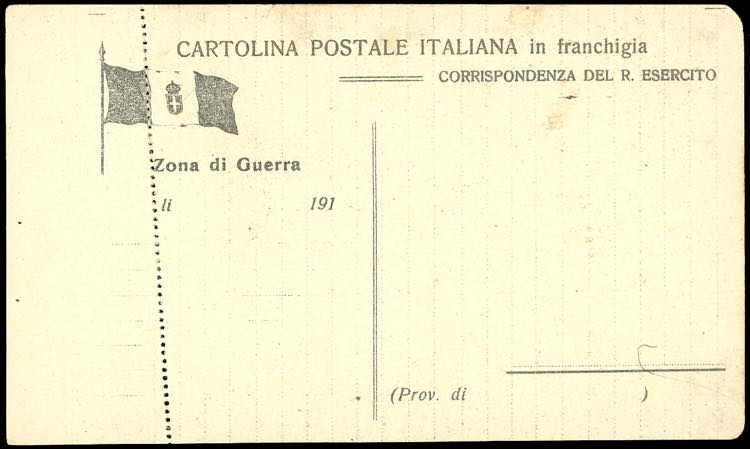 CARTOLINA POSTALE ITALIANA in franchigia
CORRISPONDENZA DEL R. ESERCITO
Zona di Guerra
li 191
(Prov. di )